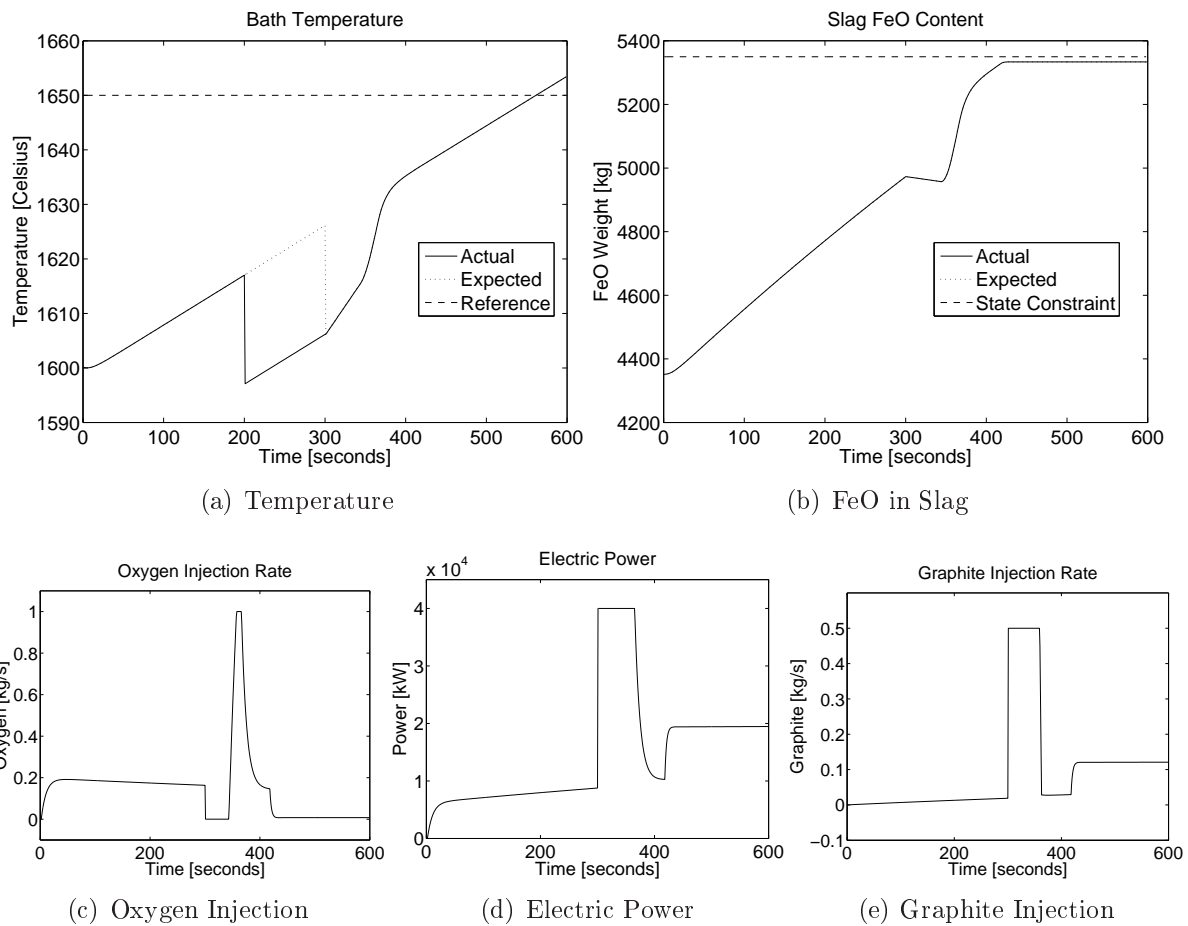 Bath Temperature
1660
1650
1640
1630
1620
1610
1600
1590
Temperature [Celsius]
0 100 200 300 400 500 600
Time [seconds]
Actual
Expected
Reference
(a) Temperature
Slag FeO Content
5400
5200
5000
4800
4600
4400
4200
FeO Weight [kg]
0 100 200 300 400 500 600
Time [seconds]
Actual
Expected
State Constraint
(b) FeO in Slag
Oxygen Injection Rate
1
0.8
0.6
0.4
0.2
0
Oxygen [kg/s]
0 200 400 600
Time [seconds]
(c) Oxygen Injection
Electric Power
x 10^4
4
3
2
1
0
Power [kW]
0 200 400 600
Time [seconds]
(d) Electric Power
Graphite Injection Rate
0.5
0.4
0.3
0.2
0.1
0
−0.1
Graphite [kg/s]
0 200 400 600
Time [seconds]
(e) Graphite Injection